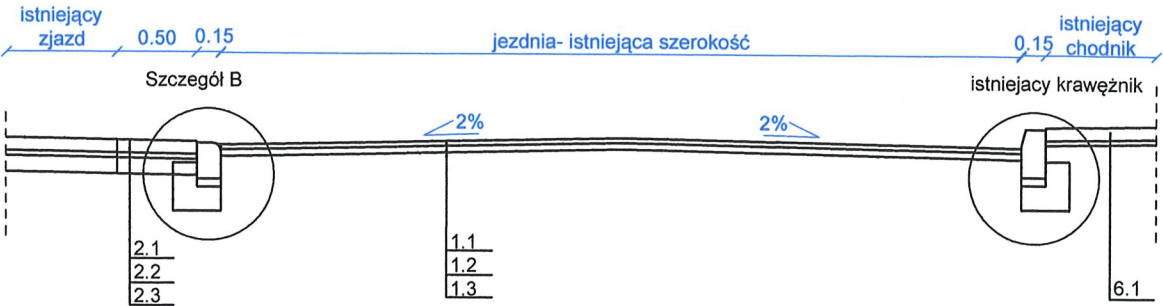 istniejący
zjazd
0.50
0.15
jezdnia- istniejąca szerokość
0.15
istniejący
chodnik
Szczegół B
istniejacy krawężnik
2%
2%
2.1
2.2
2.3
1.1
1.2
1.3
6.1